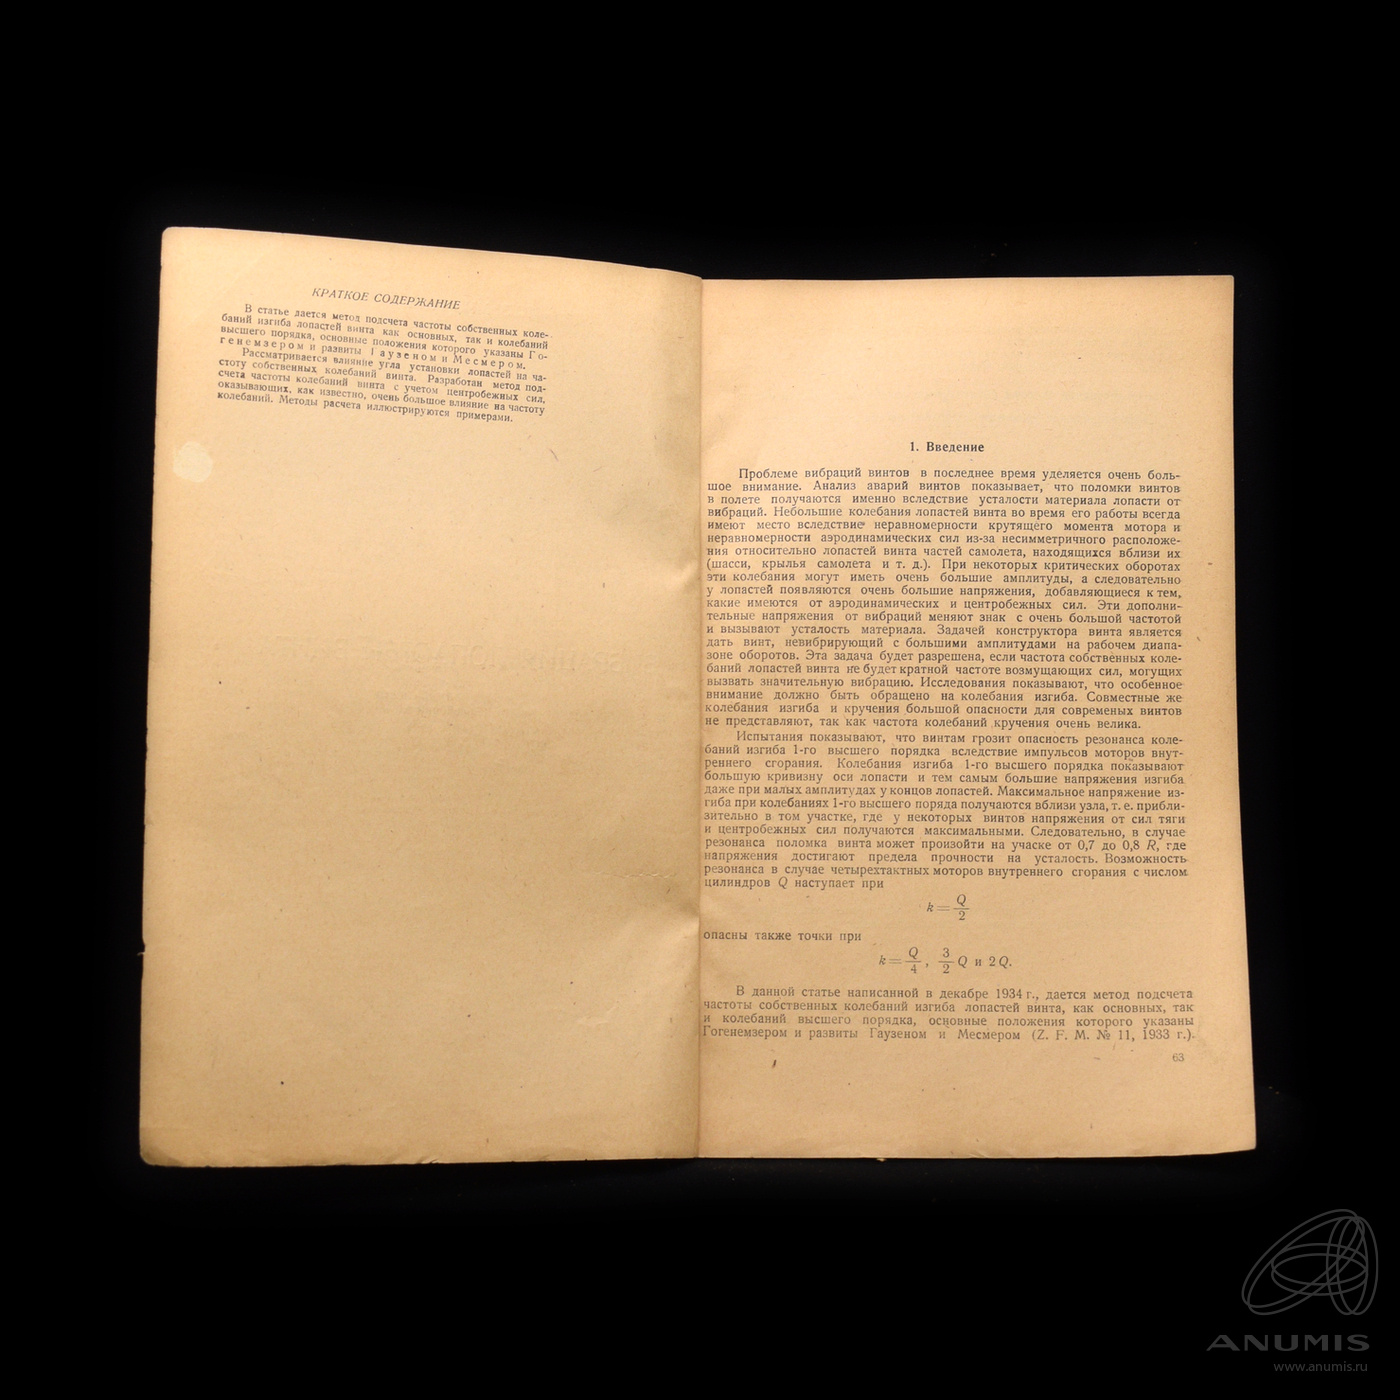 КРАТКОЕ СОДЕРЖАНИЕ
В статье дается метод подсчета частоты собственных коле-
баний изгиба лопастей винта как основных, так и колебаний
высшего порядка, основные положения которого указаны Го-
генемзером и развиты Гаузеном и Месмером.
Рассматривается влияние угла установки лопастей на ча-
стоту собственных колебаний винта. Разработан метод под-
счета частоты колебаний винта с учетом центробежных сил,
оказывающих, как известно, очень большое влияние на частоту
колебаний. Методы расчета иллюстрируются примерами.
1. Введение
Проблеме вибраций винтов в последнее время уделяется очень боль-
шое внимание. Анализ аварий винтов показывает, что поломки винтов
в полете получаются именно вследствие усталости материала лопасти от
вибраций. Небольшие колебания лопастей винта во время его работы всегда
имеют место вследствие неравномерности крутящего момента мотора и
неравномерности аэродинамических сил из-за несимметричного расположе-
ния относительно лопастей винта частей самолета, находящихся вблизи их
(шасси, крылья самолета и т. д.). При некоторых критических оборотах
эти колебания могут иметь очень большие амплитуды, а следовательно
у лопастей появляются очень большие напряжения, добавляющиеся к тем,
какие имеются от аэродинамических и центробежных сил. Эти дополни-
тельные напряжения от вибраций меняют знак с очень большой частотой
и вызывают усталость материала. Задачей конструктора винта является
дать винт, невибрирующий с большими амплитудами на рабочем диапа-
зоне оборотов. Эта задача будет разрешена, если частота собственных коле-
баний лопастей винта не будет кратной частоте возмущающих сил, могущих
вызвать значительную вибрацию. Исследования показывают, что особенное
внимание должно быть обращено на колебания изгиба. Совместные же
колебания изгиба и кручения большой опасности для современых винтов
не представляют, так как частота колебаний кручения очень велика.
Испытания показывают, что винтам грозит опасность резонанса коле-
баний изгиба 1-го высшего порядка вследствие импульсов моторов внут-
реннего сгорания. Колебания изгиба 1-го высшего порядка показывают
большую кривизну оси лопасти и тем самым большие напряжения изгиба
даже при малых амплитудах у концов лопастей. Максимальное напряжение из-
гиба при колебаниях 1-го высшего поряда получаются вблизи узла, т. е. прибли-
зительно в том участке, где у некоторых винтов напряжения от сил тяги
и центробежных сил получаются максимальными. Следовательно, в случае
резонанса поломка винта может произойти на учаске от 0,7 до 0,8 R, где
напряжения достигают предела прочности на усталость. Возможность
резонанса в случае четырехтактных моторов внутреннего сгорания с числом
цилиндров Q наступает при
k = Q/2
опасны также точки при
k = Q/4, 3/2 Q и 2Q.
В данной статье написанной в декабре 1934 г., дается метод подсчета
частоты собственных колебаний изгиба лопастей винта, как основных, так
и колебаний высшего порядка, основные положения которого указаны
Гогенемзером и развиты Гаузеном и Месмером (Z. F. M. № 11, 1933 г.).
63
ANUMIS
www.anumis.ru